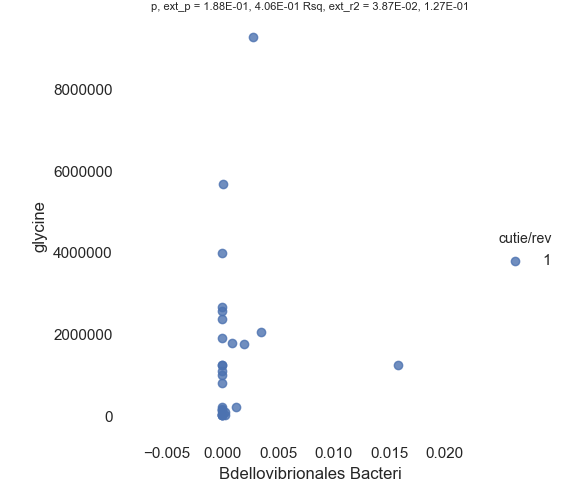 p, ext_p = 1.88E-01, 4.06E-01 Rsq, ext_r2 = 3.87E-02, 1.27E-01
8000000
6000000
4000000
2000000
0
glycine
cutie/rev
1
−0.005 0.000 0.005 0.010 0.015 0.020
Bdellovibrionales Bacteri